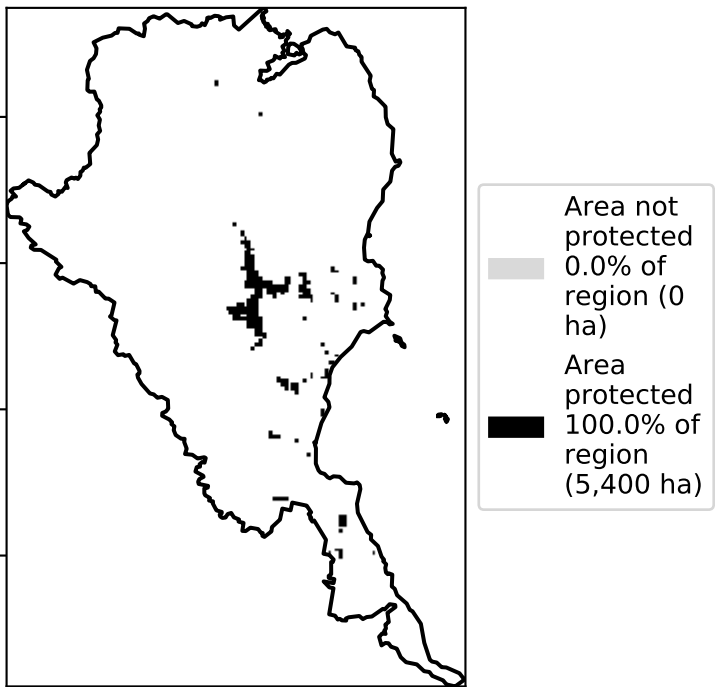 Area not
protected
0.0% of
region (0
ha)
Area
protected
100.0% of
region
(5,400 ha)